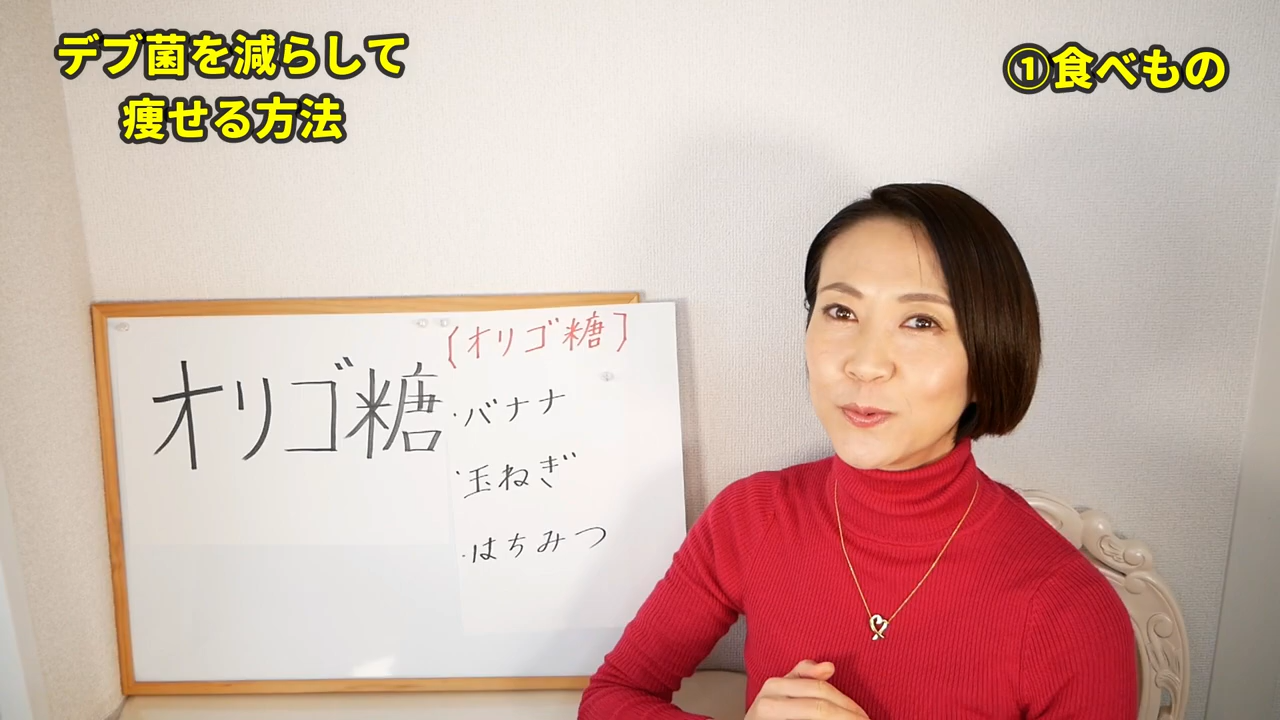 デブ菌を減らして
痩せる方法
①食べもの
オリゴ糖
[オリゴ糖]
・バナナ
・玉ねぎ
・はちみつ